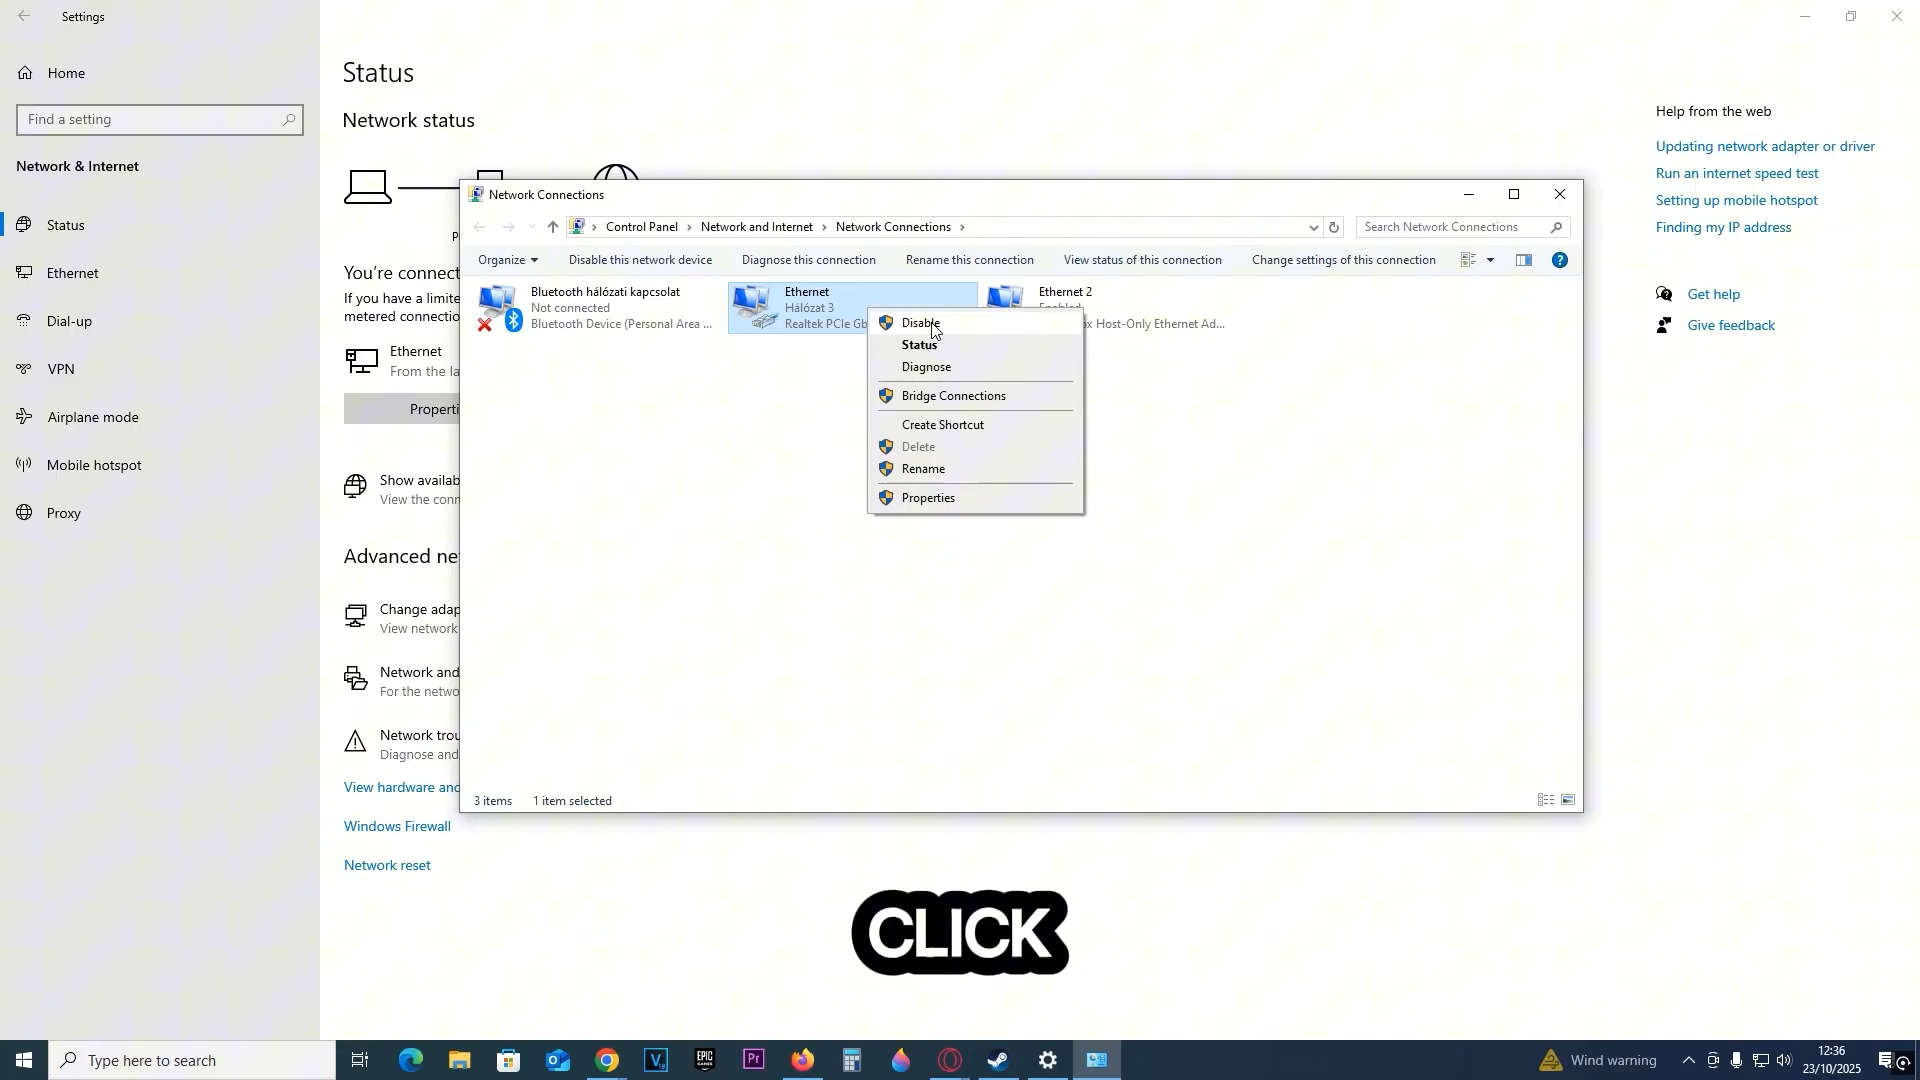 Settings
Home
Find a setting
Network & Internet
Status
Ethernet
Dial-up
VPN
Airplane mode
Mobile hotspot
Proxy
Status
Network status
You're connect
If you have a limite
metered connectio
Ethernet
From the la
Properti
Show availab
View the conn
Advanced ne
Change adap
View network
Network and
For the netwo
Network trou
Diagnose and
View hardware and
Windows Firewall
Network reset
Network Connections
Control Panel > Network and Internet > Network Connections >
Search Network Connections
Organize Disable this network device Diagnose this connection Rename this connection View status of this connection Change settings of this connection
Bluetooth hálózati kapcsolat
Not connected
Bluetooth Device (Personal Area ...
Ethernet
Hálózat 3
Realtek PCIe Gb
Ethernet 2
Enabled
x Host-Only Ethernet Ad...
Disable
Status
Diagnose
Bridge Connections
Create Shortcut
Delete
Rename
Properties
3 items 1 item selected
Help from the web
Updating network adapter or driver
Run an internet speed test
Setting up mobile hotspot
Finding my IP address
Get help
Give feedback
CLICK
Type here to search
EPIC
GAMES
Pr
Wind warning
12:36
23/10/2025